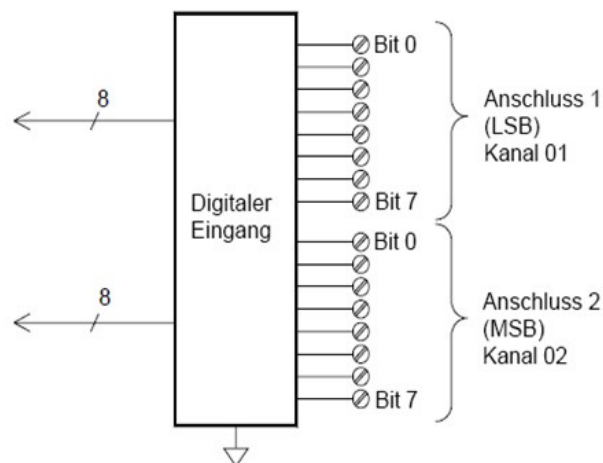 Bit 0
8
Anschluss 1
(LSB)
Kanal 01
Bit 7
Digitaler
Eingang
Bit 0
8
Anschluss 2
(MSB)
Kanal 02
Bit 7